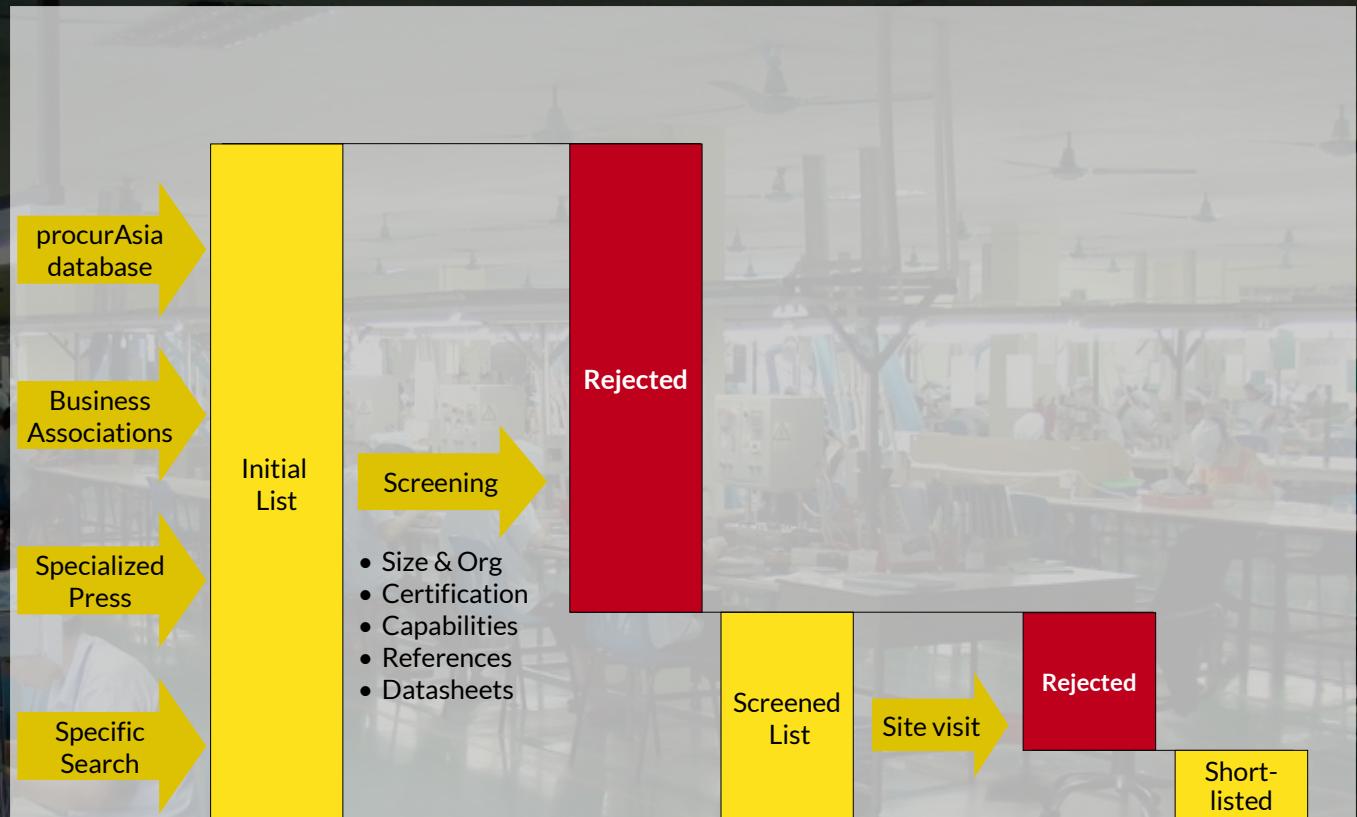 procurAsia
database
Business
Associations
Specialized
Press
Specific
Search
Initial
List
Screening
• Size & Org
• Certification
• Capabilities
• References
• Datasheets
Rejected
Screened
List
Site visit
Rejected
Short-
listed